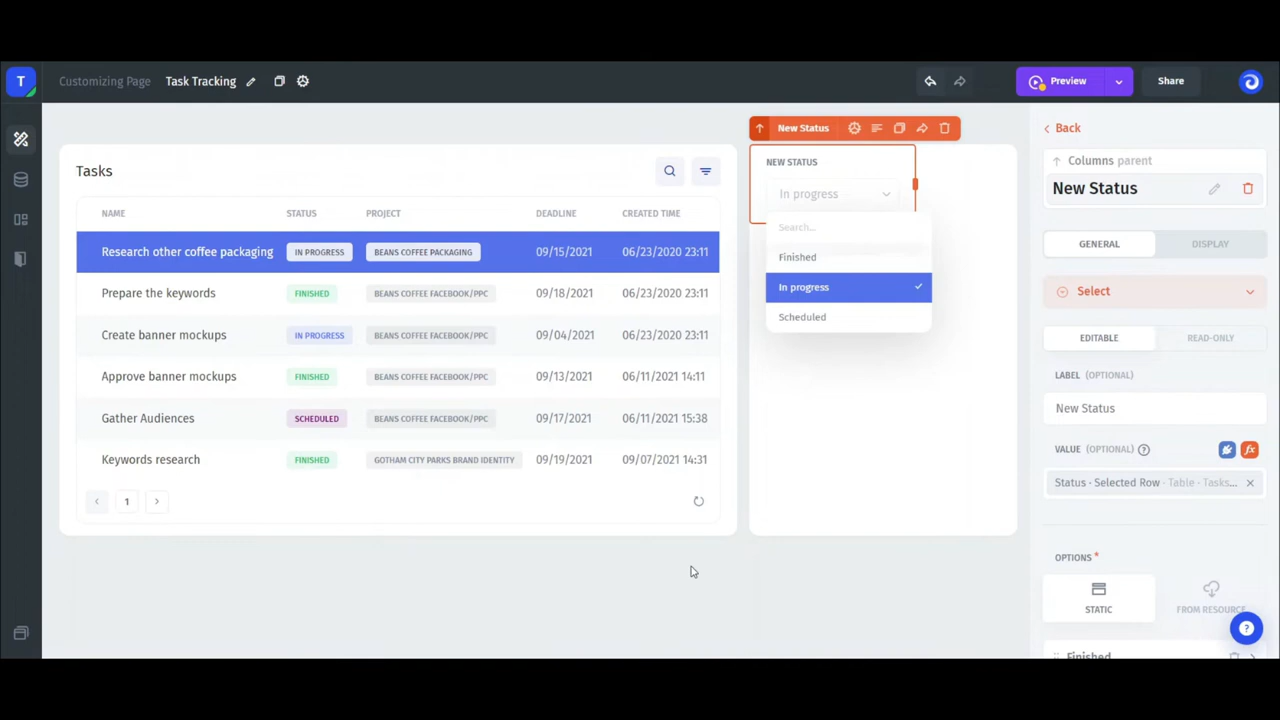 T
Customizing Page
Task Tracking
Preview
Share
New Status
Back
Tasks
NEW STATUS
In progress
Columns parent
New Status
NAME
STATUS
PROJECT
DEADLINE
CREATED TIME
Search...
GENERAL
DISPLAY
Research other coffee packaging
IN PROGRESS
BEANS COFFEE PACKAGING
09/15/2021
06/23/2020 23:11
Finished
Prepare the keywords
FINISHED
BEANS COFFEE FACEBOOK/PPC
09/18/2021
06/23/2020 23:11
In progress
Select
Create banner mockups
IN PROGRESS
BEANS COFFEE FACEBOOK/PPC
09/04/2021
06/23/2020 23:11
Scheduled
EDITABLE
READ-ONLY
Approve banner mockups
FINISHED
BEANS COFFEE FACEBOOK/PPC
09/13/2021
06/11/2021 14:11
LABEL (OPTIONAL)
Gather Audiences
SCHEDULED
BEANS COFFEE FACEBOOK/PPC
09/17/2021
06/11/2021 15:38
New Status
Keywords research
FINISHED
GOTHAM CITY PARKS BRAND IDENTITY
09/19/2021
09/07/2021 14:31
VALUE (OPTIONAL) ?
fx
Status · Selected Row · Table · Tasks...
1
OPTIONS *
STATIC
FROM RESOURCE
?
Finished